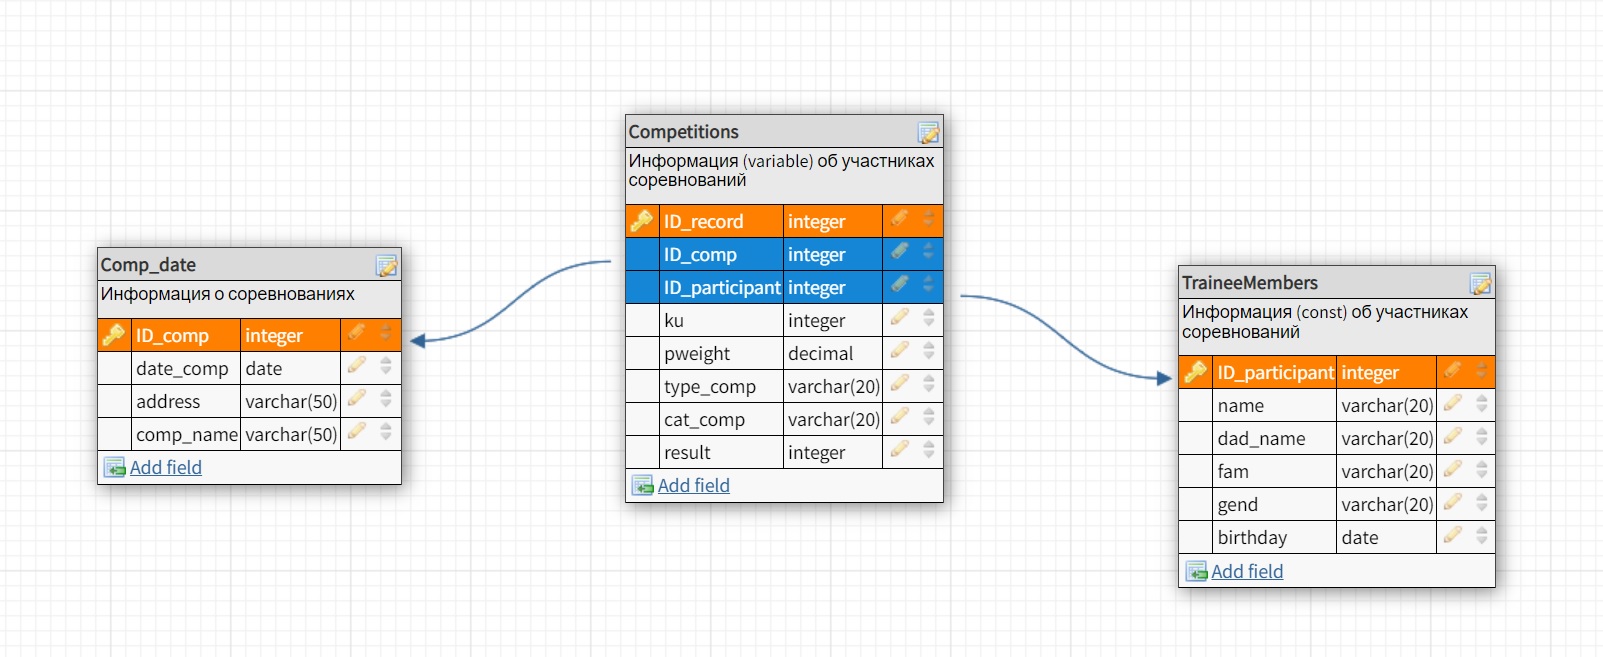 Comp_date
Информация о соревнованиях
ID_comp integer
date_comp date
address varchar(50)
comp_name varchar(50)
Add field
Competitions
Информация (variable) об участниках
соревнований
ID_record integer
ID_comp integer
ID_participant integer
ku integer
pweight decimal
type_comp varchar(20)
cat_comp varchar(20)
result integer
Add field
TraineeMembers
Информация (const) об участниках
соревнований
ID_participant integer
name varchar(20)
dad_name varchar(20)
fam varchar(20)
gend varchar(20)
birthday date
Add field